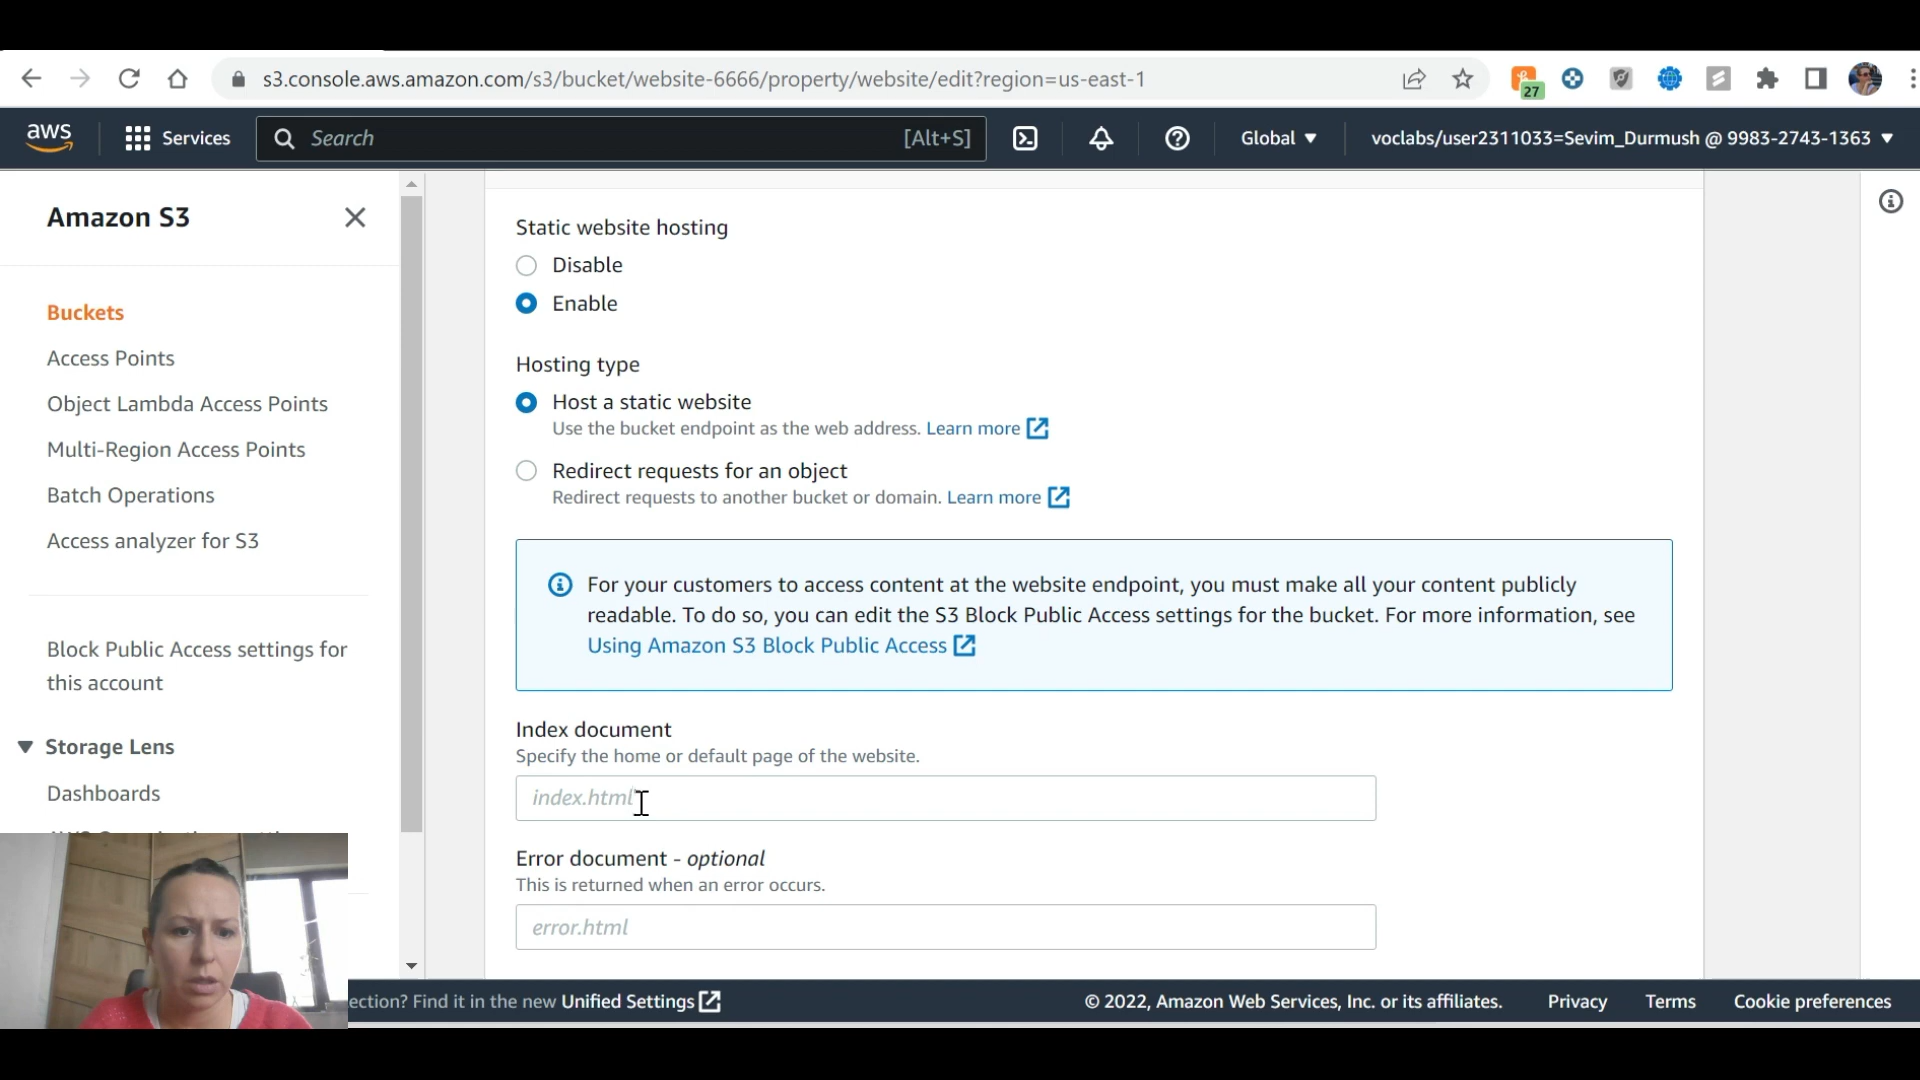 s3.console.aws.amazon.com/s3/bucket/website-6666/property/website/edit?region=us-east-1
27
aws
Services
Search
[Alt+S]
Global
voclabs/user2311033=Sevim_Durmush @ 9983-2743-1363
Amazon S3
Buckets
Access Points
Object Lambda Access Points
Multi-Region Access Points
Batch Operations
Access analyzer for S3
Block Public Access settings for
this account
Storage Lens
Dashboards
Static website hosting
Disable
Enable
Hosting type
Host a static website
Use the bucket endpoint as the web address. Learn more
Redirect requests for an object
Redirect requests to another bucket or domain. Learn more
For your customers to access content at the website endpoint, you must make all your content publicly
readable. To do so, you can edit the S3 Block Public Access settings for the bucket. For more information, see
Using Amazon S3 Block Public Access
Index document
Specify the home or default page of the website.
index.html
Error document - optional
This is returned when an error occurs.
error.html
ection? Find it in the new Unified Settings
© 2022, Amazon Web Services, Inc. or its affiliates.
Privacy
Terms
Cookie preferences